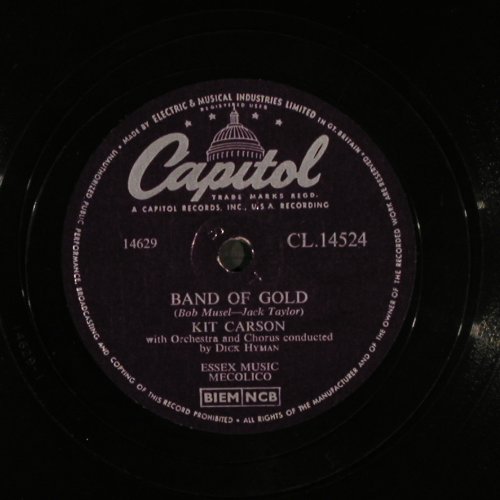 MADE BY ELECTRIC & MUSICAL INDUSTRIES LIMITED IN GT. BRITAIN • ALL RIGHTS OF THE MANUFACTURER AND OF THE OWNER OF THE RECORDED WORK ARE RESERVED.
UNAUTHORIZED PUBLIC PERFORMANCE, BROADCASTING AND COPYING OF THIS RECORD PROHIBITED
REGISTERED USER
Capitol
TRADE MARKS REGD.
A CAPITOL RECORDS, INC., U.S.A. RECORDING
14629
CL.14524
BAND OF GOLD
(Bob Musel—Jack Taylor)
KIT CARSON
with Orchestra and Chorus conducted
by DICK HYMAN
ESSEX MUSIC
MECOLICO
BIEM NCB